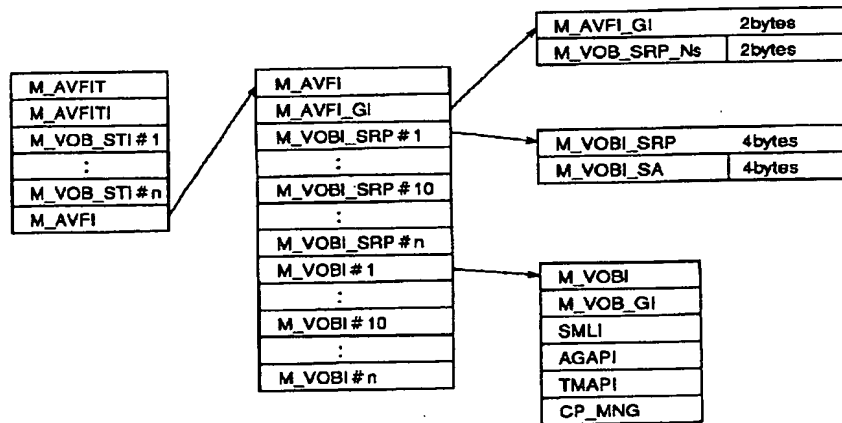 M_AVFIT
M_AVFITI
M_VOB_STI#1
:
M_VOB_STI#n
M_AVFI
M_AVFI
M_AVFI_GI
M_VOBI_SRP#1
:
M_VOBI_SRP#10
:
M_VOBI_SRP#n
M_VOBI#1
:
M_VOBI#10
:
M_VOBI#n
M_AVFI_GI 2bytes
M_VOB_SRP_Ns 2bytes
M_VOBI_SRP 4bytes
M_VOBI_SA 4bytes
M_VOBI
M_VOB_GI
SMLI
AGAPI
TMAPI
CP_MNG